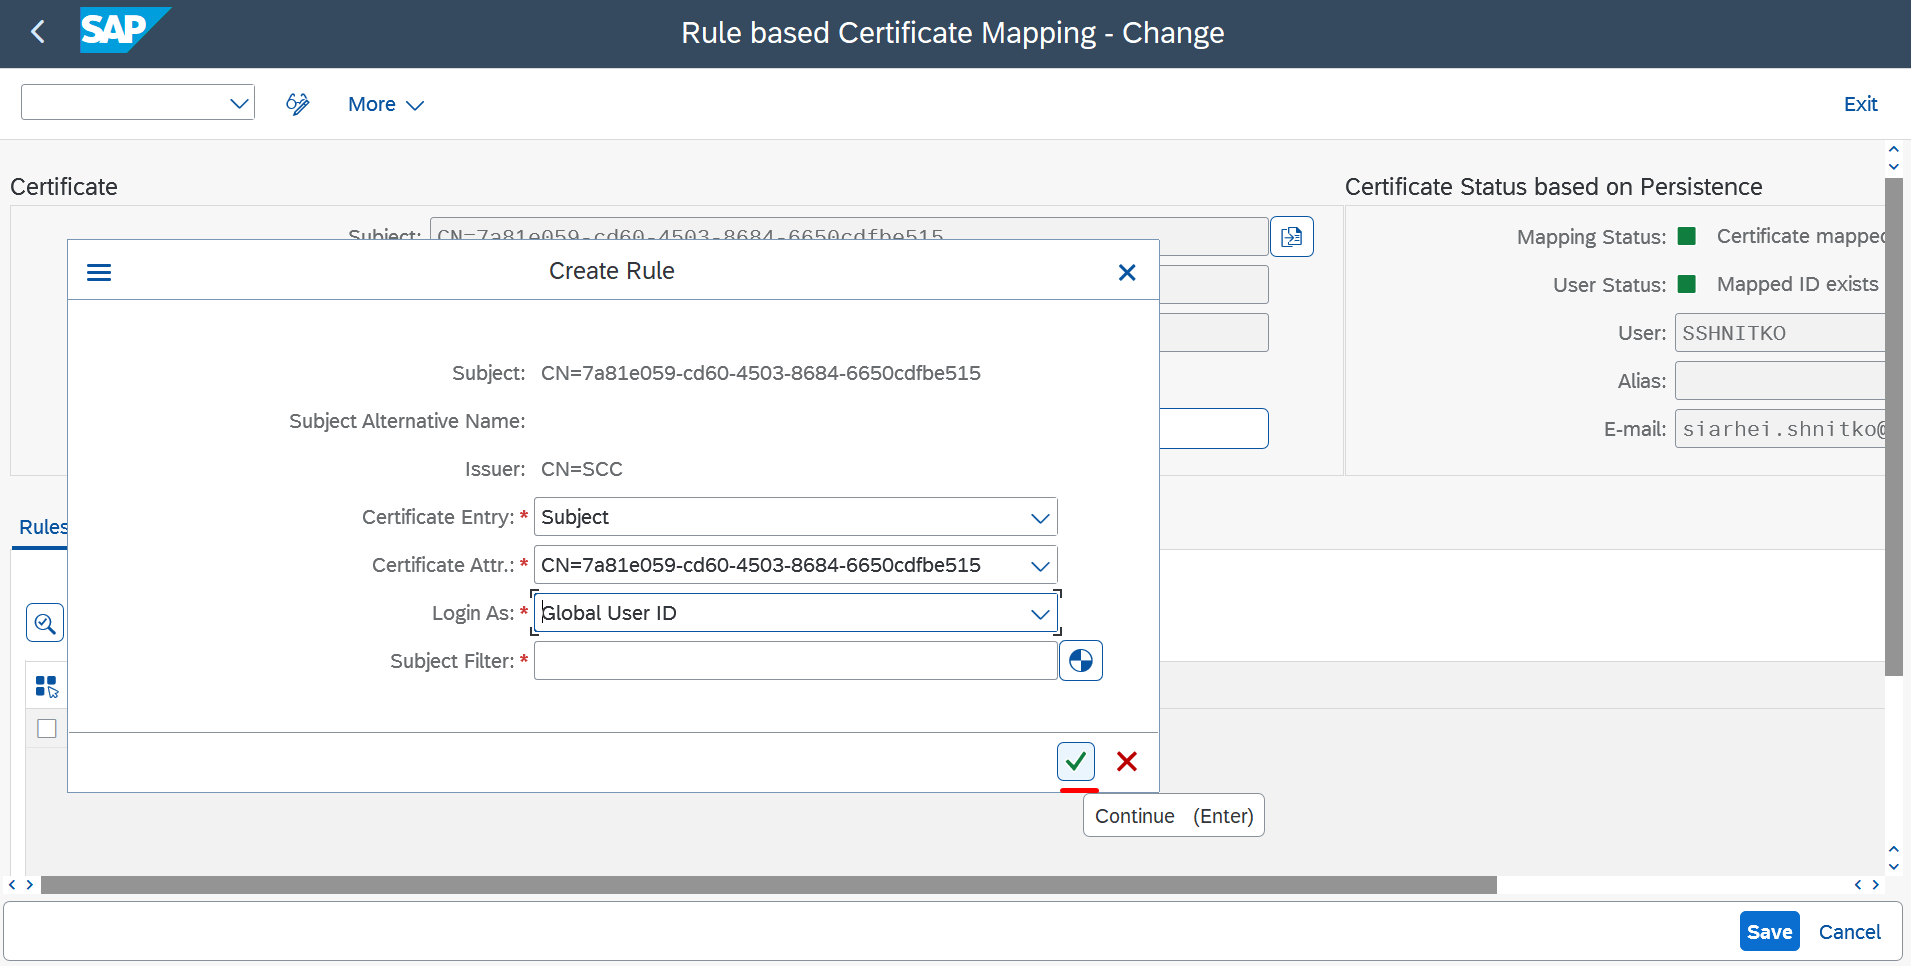 SAP
Rule based Certificate Mapping - Change
More
Exit
Certificate
Certificate Status based on Persistence
Subject: CN=7a81e059-cd60-4503-8684-6650cdfbe515
Mapping Status: Certificate mapped
User Status: Mapped ID exists
User: SSHNITKO
Alias:
E-mail: siarhei.shnitko@
Rules
Create Rule
Subject: CN=7a81e059-cd60-4503-8684-6650cdfbe515
Subject Alternative Name:
Issuer: CN=SCC
Certificate Entry: * Subject
Certificate Attr.: * CN=7a81e059-cd60-4503-8684-6650cdfbe515
Login As: * Global User ID
Subject Filter: *
Continue (Enter)
Save Cancel